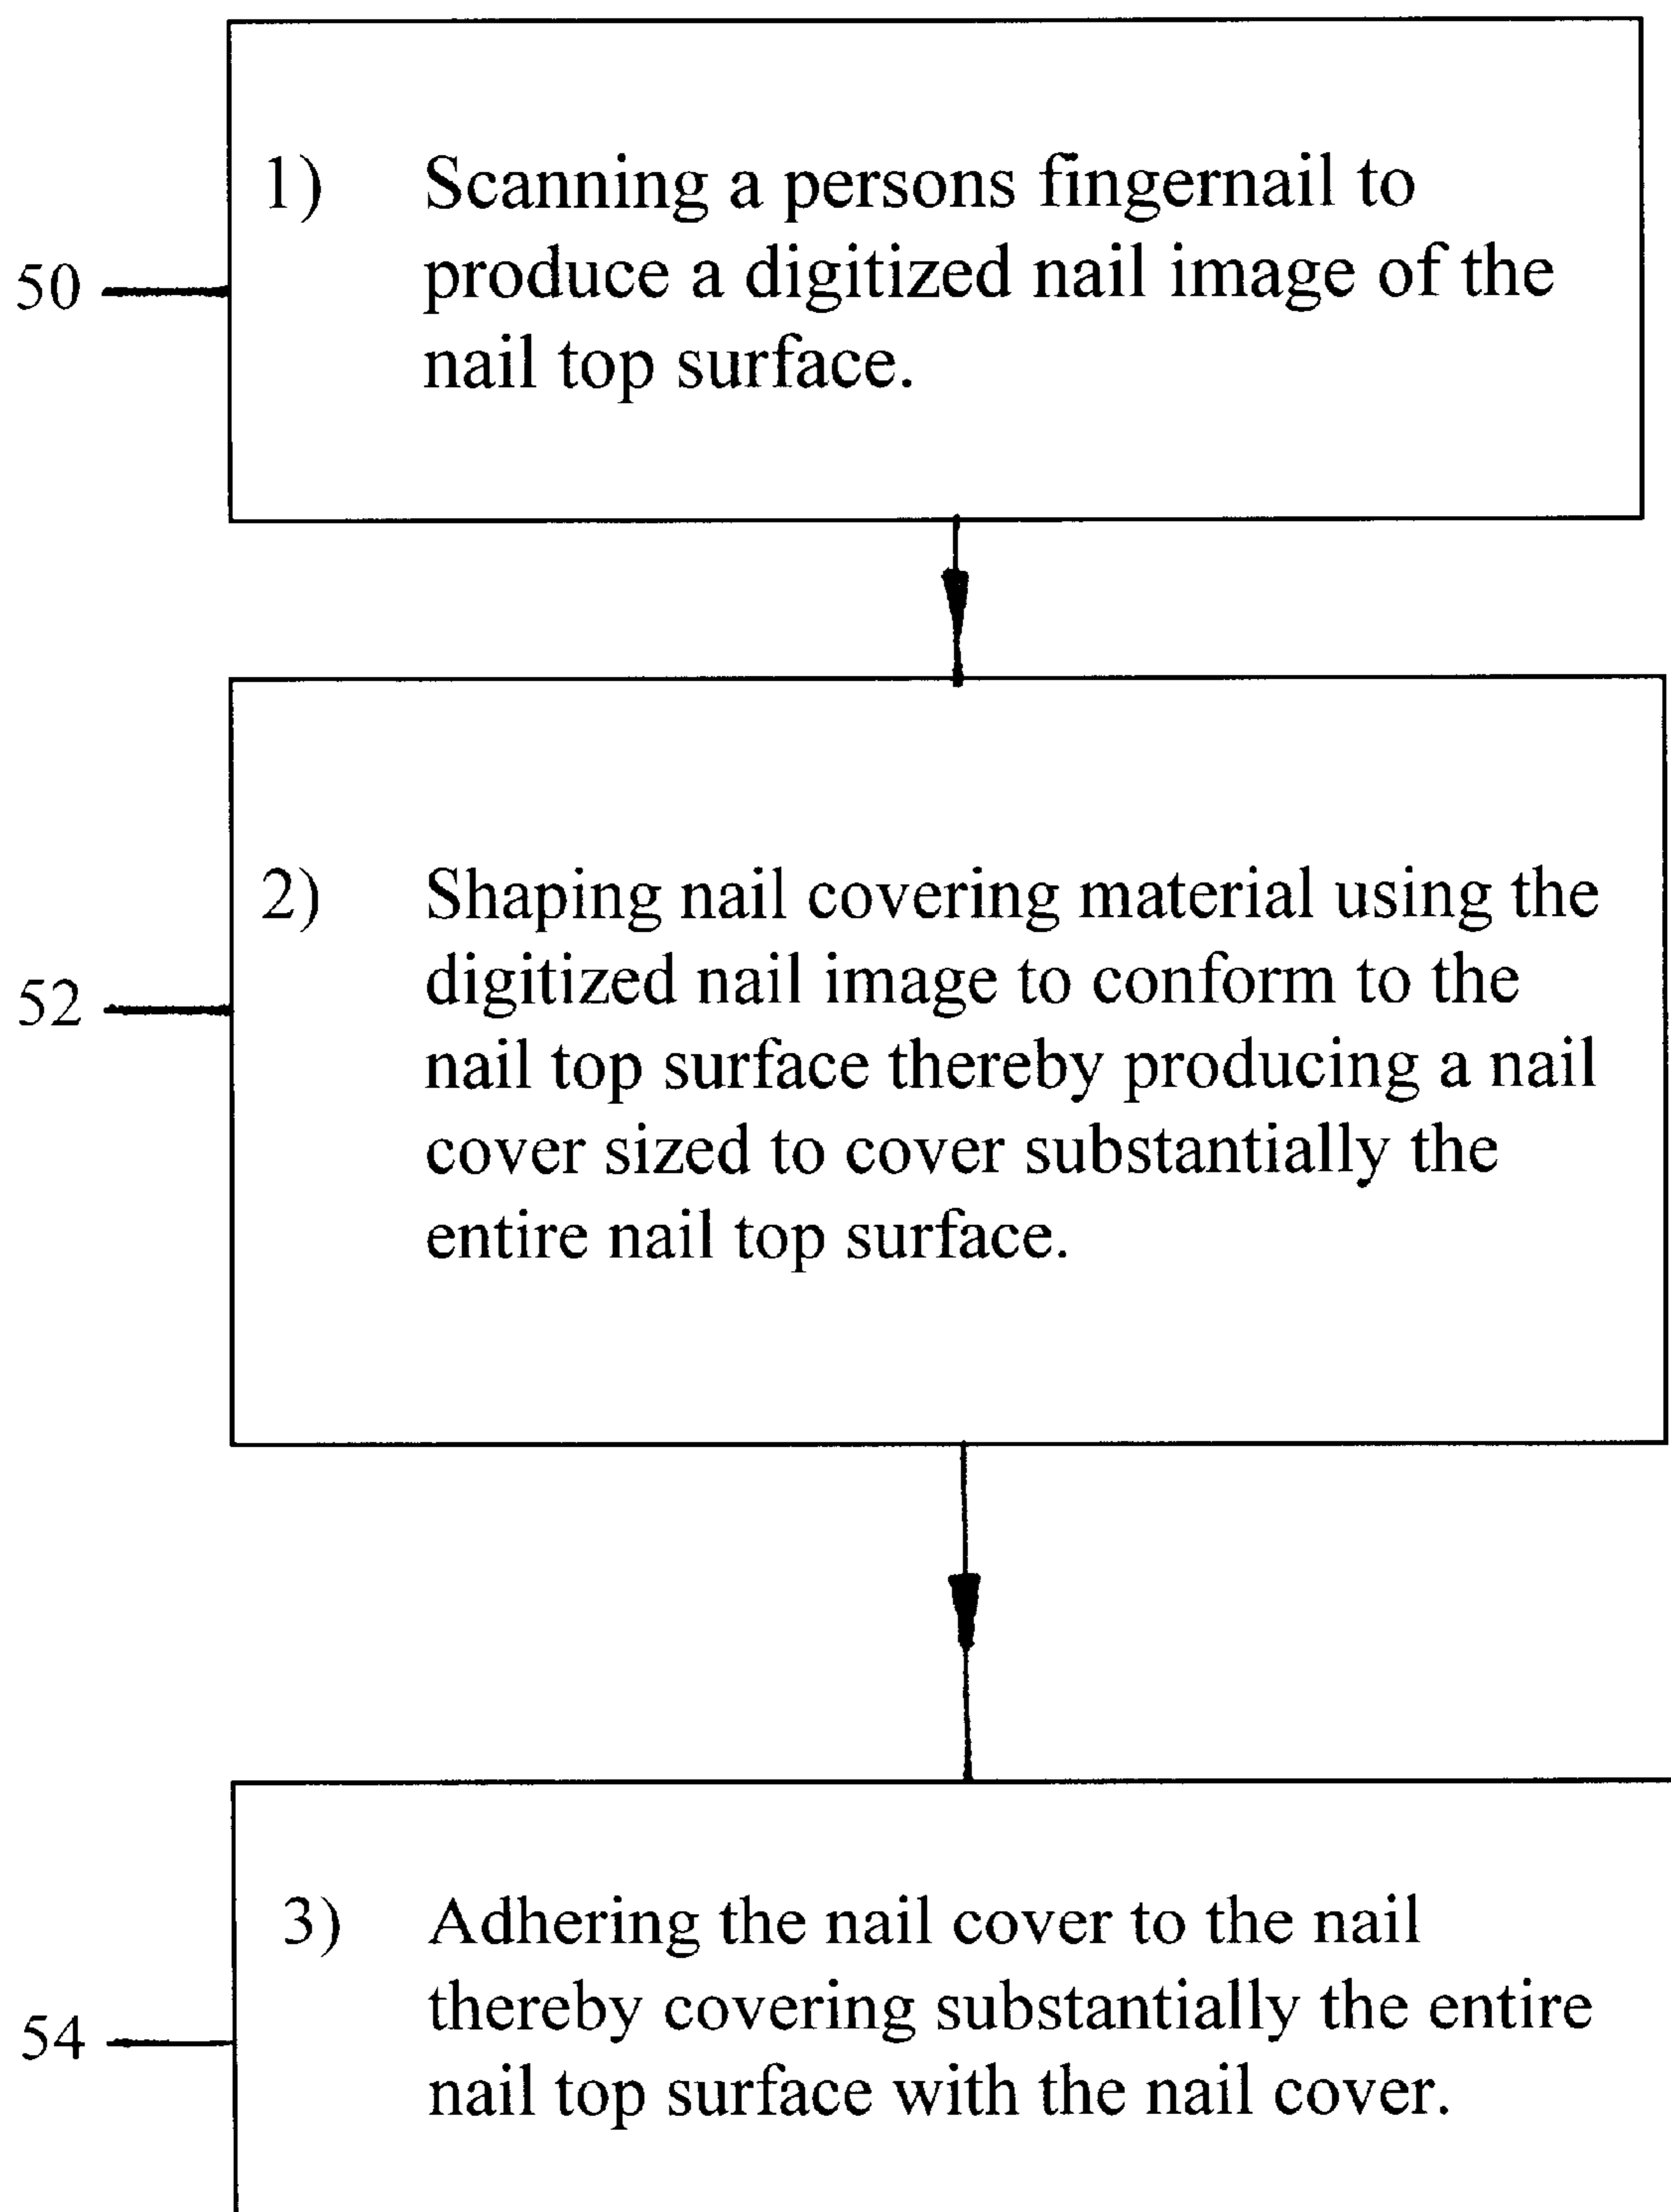 1) Scanning a persons fingernail to
produce a digitized nail image of the
nail top surface.
50
2) Shaping nail covering material using the
digitized nail image to conform to the
nail top surface thereby producing a nail
cover sized to cover substantially the
entire nail top surface.
52
3) Adhering the nail cover to the nail
thereby covering substantially the entire
nail top surface with the nail cover.
54